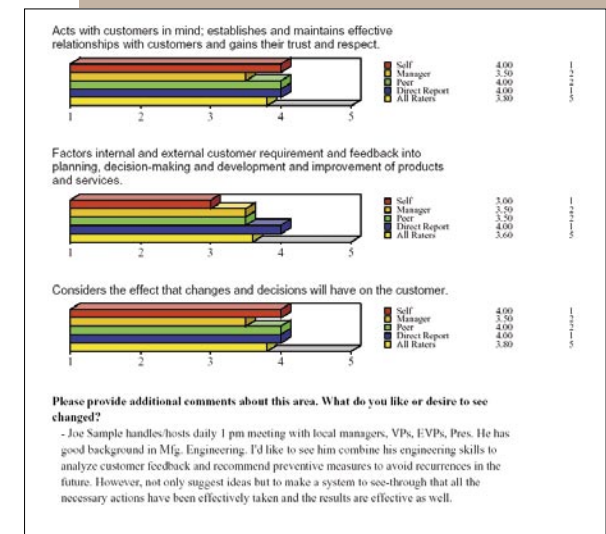 Acts with customers in mind; establishes and maintains effective
relationships with customers and gains their trust and respect.
Self 4.00 1
Manager 3.50 2
Peer 4.00 2
Direct Report 4.00 1
All Raters 3.80 5
1 2 3 4 5
Factors internal and external customer requirement and feedback into
planning, decision-making and development and improvement of products
and services.
Self 3.00 1
Manager 3.50 2
Peer 3.50 2
Direct Report 4.00 1
All Raters 3.60 5
1 2 3 4 5
Considers the effect that changes and decisions will have on the customer.
Self 4.00 1
Manager 3.50 2
Peer 4.00 2
Direct Report 4.00 1
All Raters 3.80 5
1 2 3 4 5
Please provide additional comments about this area. What do you like or desire to see
changed?
- Joe Sample handles/hosts daily 1 pm meeting with local managers, VPs, EVPs, Pres. He has
good background in Mfg. Engineering. I'd like to see him combine his engineering skills to
analyze customer feedback and recommend preventive measures to avoid recurrences in the
future. However, not only suggest ideas but to make a system to see-through that all the
necessary actions have been effectively taken and the results are effective as well.